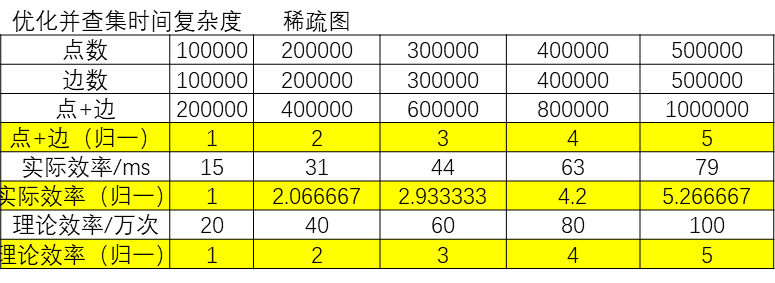 优化并查集时间复杂度 稀疏图
点数 100000 200000 300000 400000 500000
边数 100000 200000 300000 400000 500000
点+边 200000 400000 600000 800000 1000000
点+边（归一） 1 2 3 4 5
实际效率/ms 15 31 44 63 79
实际效率（归一） 1 2.066667 2.933333 4.2 5.266667
理论效率/万次 20 40 60 80 100
理论效率（归一） 1 2 3 4 5